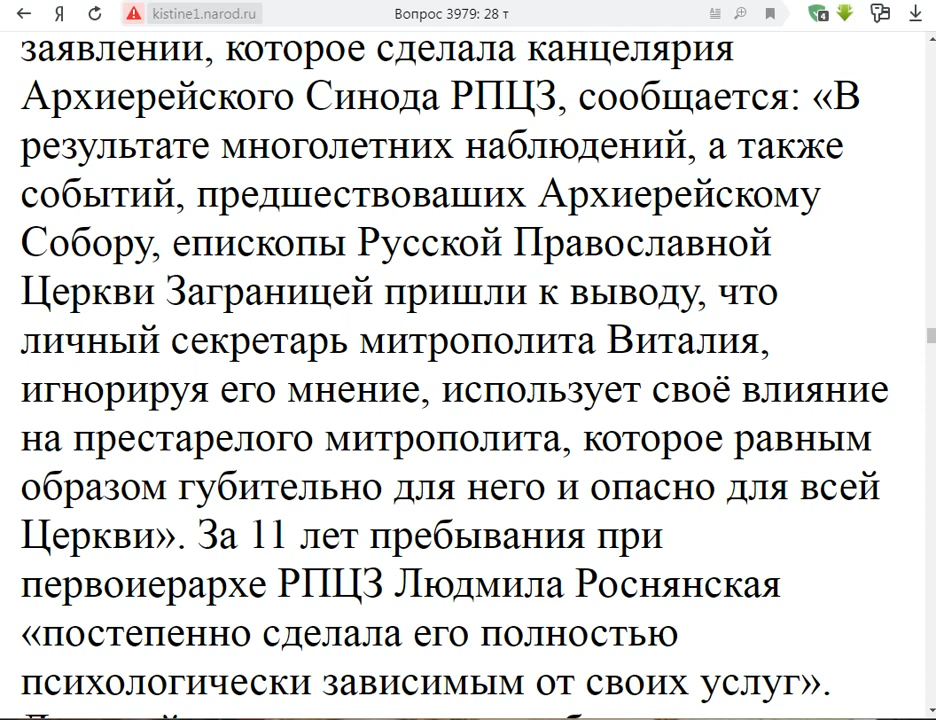 kistine1.narod.ru
Вопрос 3979: 28 т
4
заявлении, которое сделала канцелярия
Архиерейского Синода РПЦЗ, сообщается: «В
результате многолетних наблюдений, а также
событий, предшествоваших Архиерейскому
Собору, епископы Русской Православной
Церкви Заграницей пришли к выводу, что
личный секретарь митрополита Виталия,
игнорируя его мнение, использует своё влияние
на престарелого митрополита, которое равным
образом губительно для него и опасно для всей
Церкви». За 11 лет пребывания при
первоиерархе РПЦЗ Людмила Роснянская
«постепенно сделала его полностью
психологически зависимым от своих услуг».